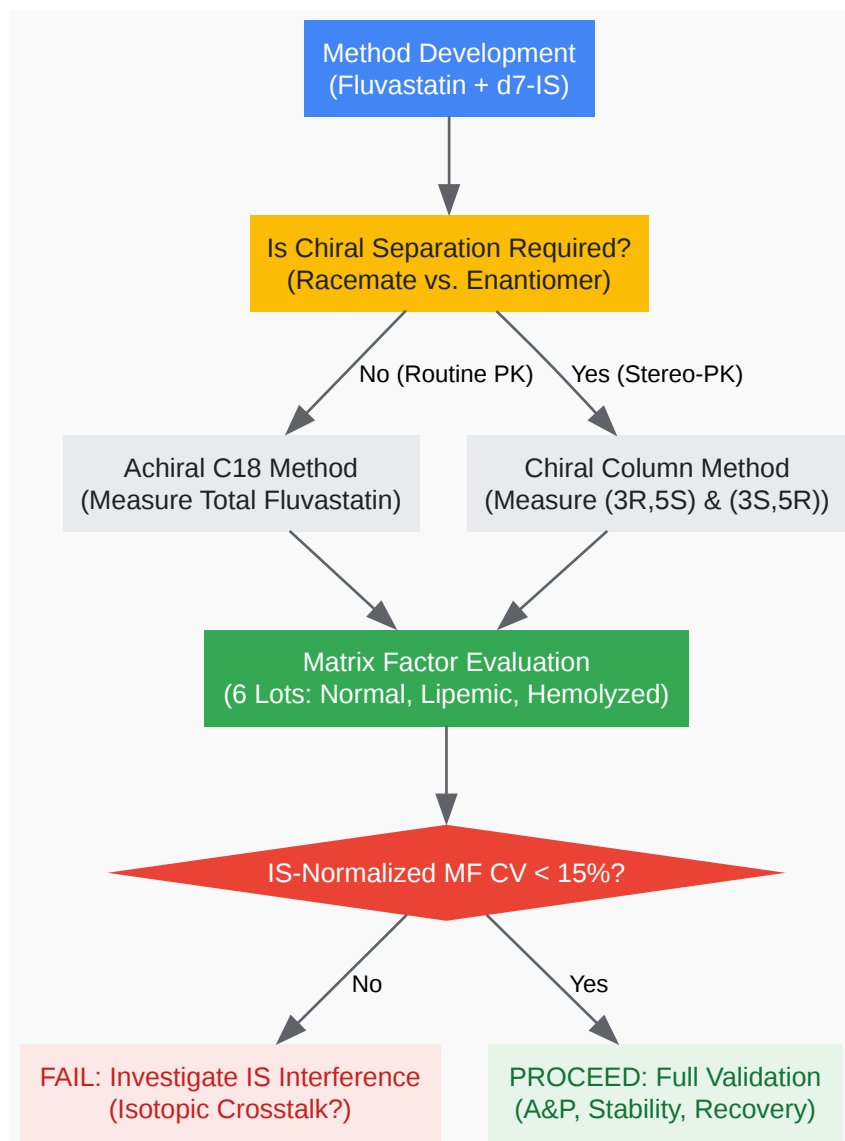 Method Development
(Fluvastatin + d7-IS)
Is Chiral Separation Required?
(Racemate vs. Enantiomer)
No (Routine PK)
Yes (Stereo-PK)
Achiral C18 Method
(Measure Total Fluvastatin)
Chiral Column Method
(Measure (3R,5S) & (3S,5R))
Matrix Factor Evaluation
(6 Lots: Normal, Lipemic, Hemolyzed)
IS-Normalized MF CV < 15%?
No
Yes
FAIL: Investigate IS Interference
(Isotopic Crosstalk?)
PROCEED: Full Validation
(A&P, Stability, Recovery)